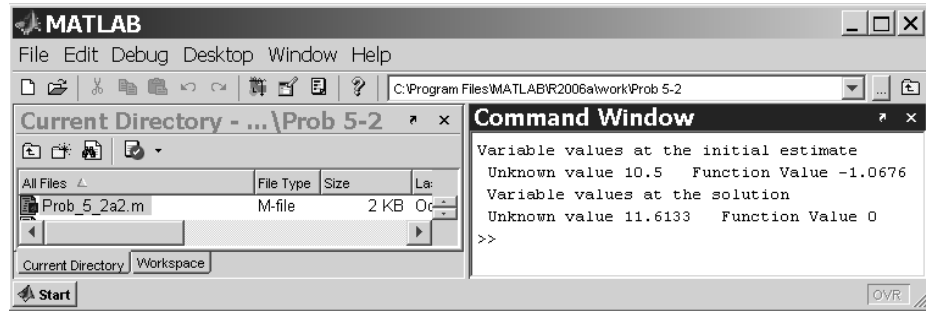 MATLAB
File Edit Debug Desktop Window Help
C:\Program Files\MATLAB\R2006a\work\Prob 5-2
Current Directory - ...\Prob 5-2
All Files File Type Size La
Prob_5_2a2.m M-file 2 KB Oc
Current Directory Workspace
Command Window
Variable values at the initial estimate
Unknown value 10.5 Function Value -1.0676
Variable values at the solution
Unknown value 11.6133 Function Value 0
>>
Start
OVR